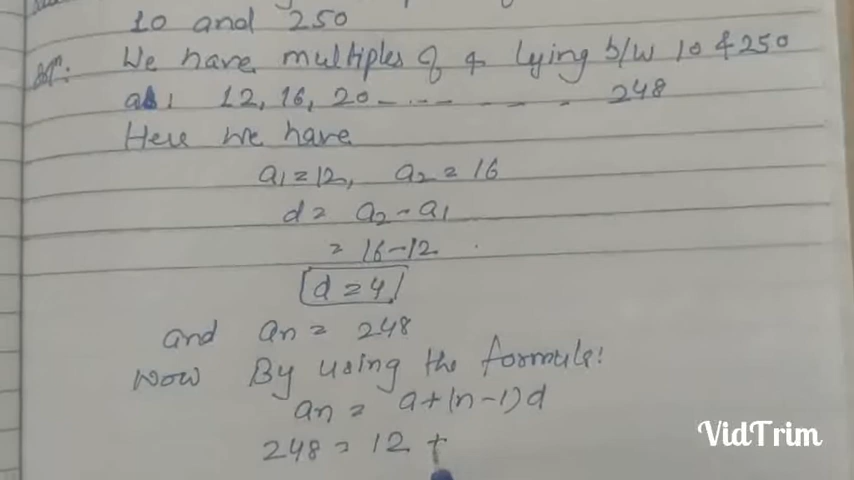 10 and 250
Sol: We have multiples of 4 lying b/w 10 & 250
as, 12, 16, 20 - - - - - - - 248
Here we have
a1 = 12, a2 = 16
d = a2 - a1
= 16 - 12
d = 4
and an = 248
Now By using the formula:
an = a + (n - 1) d
248 = 12 +
VidTrim